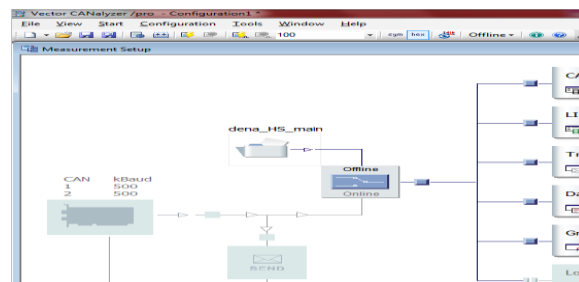 Vector CANalyzer /pro - Configuration1 *
File View Start Configuration Tools Window Help
100 sym hex Offline
Measurement Setup
dena_HS_main
Offline
Online
CAN kBaud
1 500
2 500
SEND
CA
LI
Tr
Da
Gr
Lo